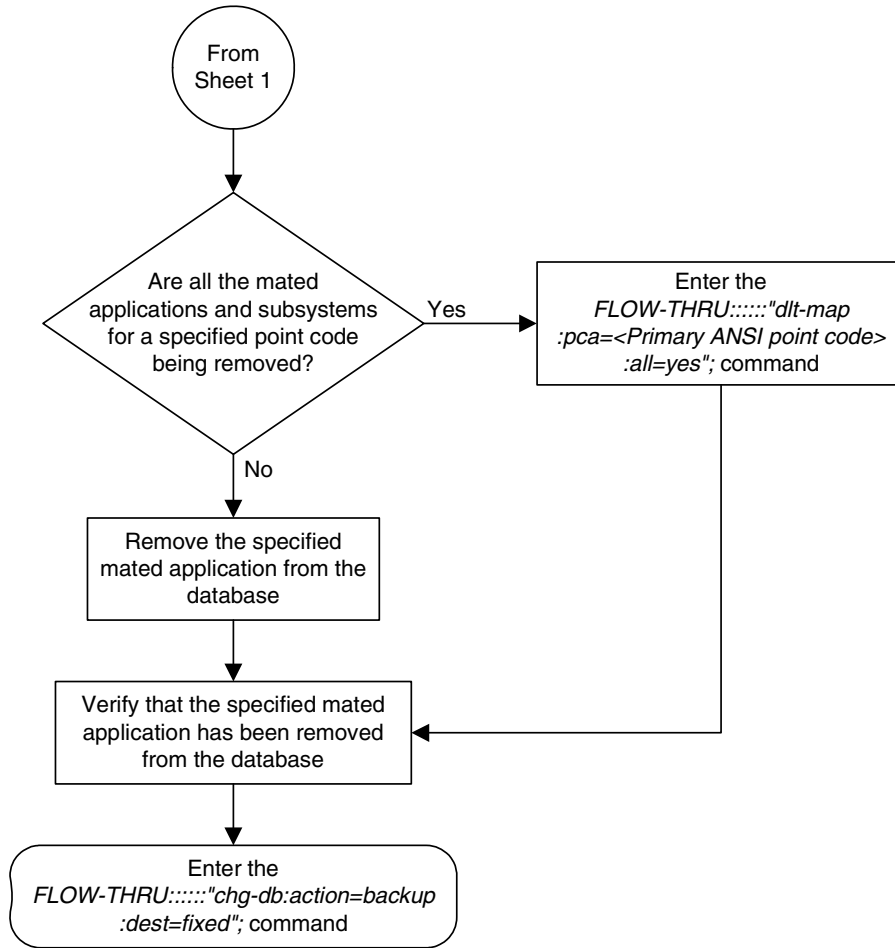 From
Sheet 1
Are all the mated
applications and subsystems
for a specified point code
being removed?
Yes
Enter the
FLOW-THRU::::::"dlt-map
:pca=<Primary ANSI point code>
:all=yes"; command
No
Remove the specified
mated application from the
database
Verify that the specified mated
application has been removed
from the database
Enter the
FLOW-THRU::::::"chg-db:action=backup
:dest=fixed"; command